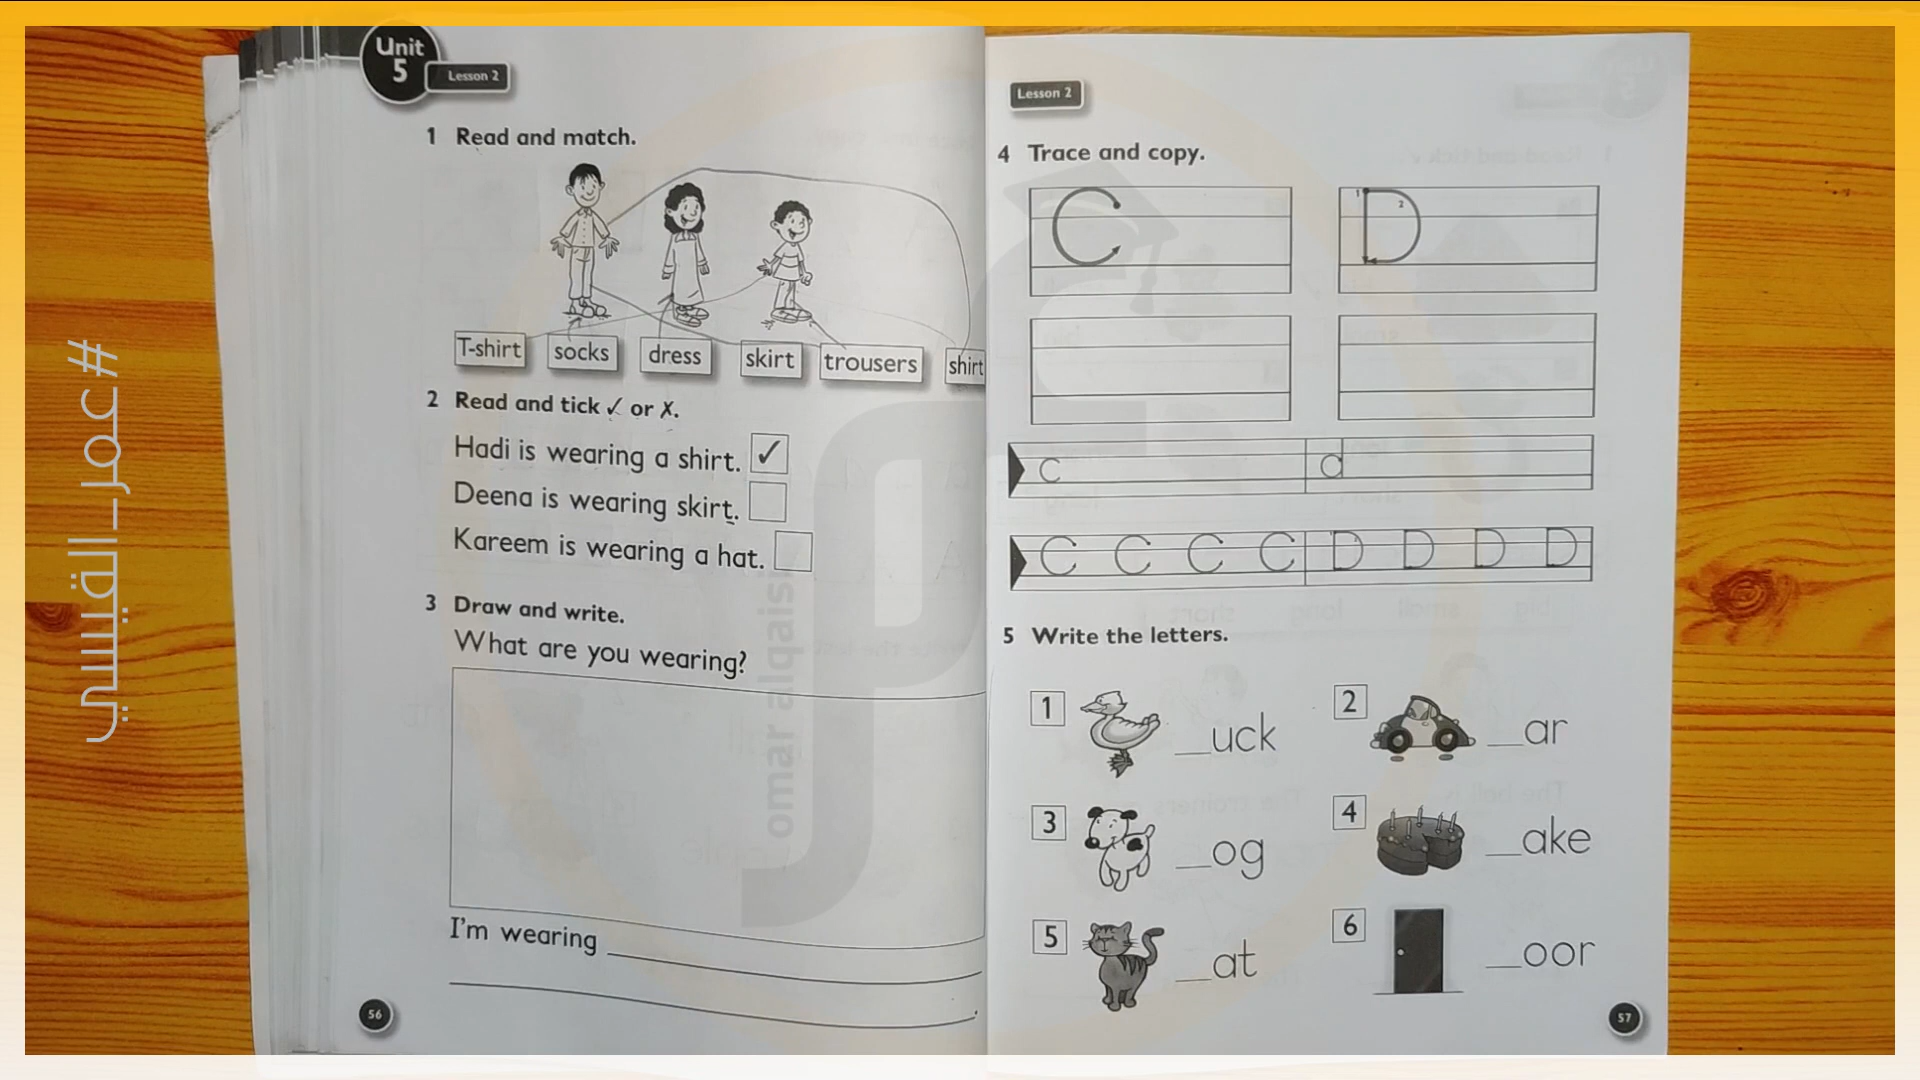 #عمر_القيسي
Unit
5
Lesson 2
1 Read and match.
T-shirt socks dress skirt trousers shirt
2 Read and tick ✓ or ✗.
Hadi is wearing a shirt. ✓
Deena is wearing skirt.
Kareem is wearing a hat.
3 Draw and write.
What are you wearing?
I'm wearing
56
omar alqaisi
Lesson 2
4 Trace and copy.
C D
1 2
c d
C C C C D D D D
5 Write the letters.
1 _uck
2 _ar
3 _og
4 _ake
5 _at
6 _oor
57